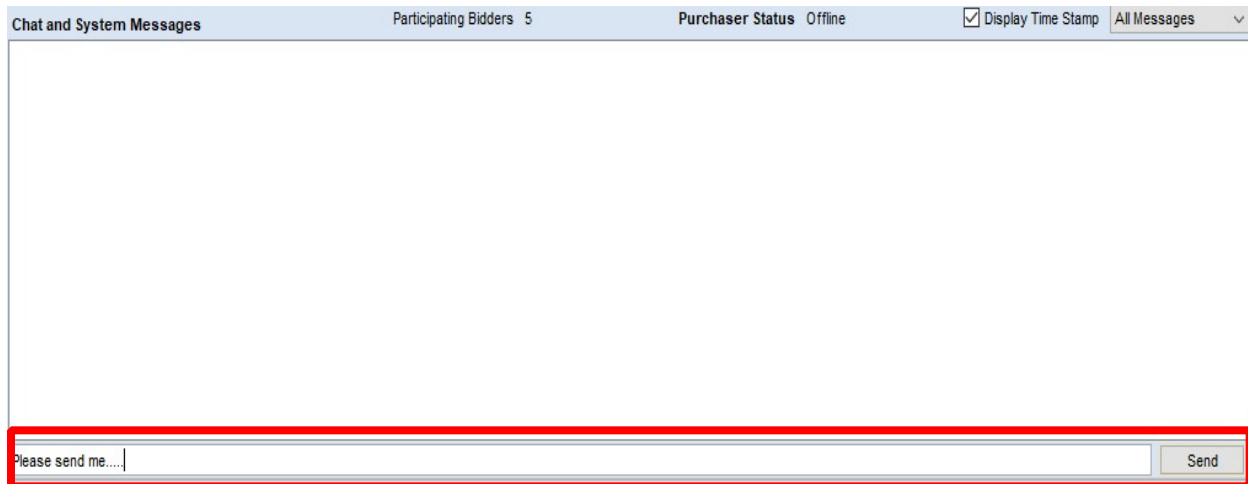 Chat and System Messages Participating Bidders 5 Purchaser Status Offline Display Time Stamp All Messages
Please send me..... Send